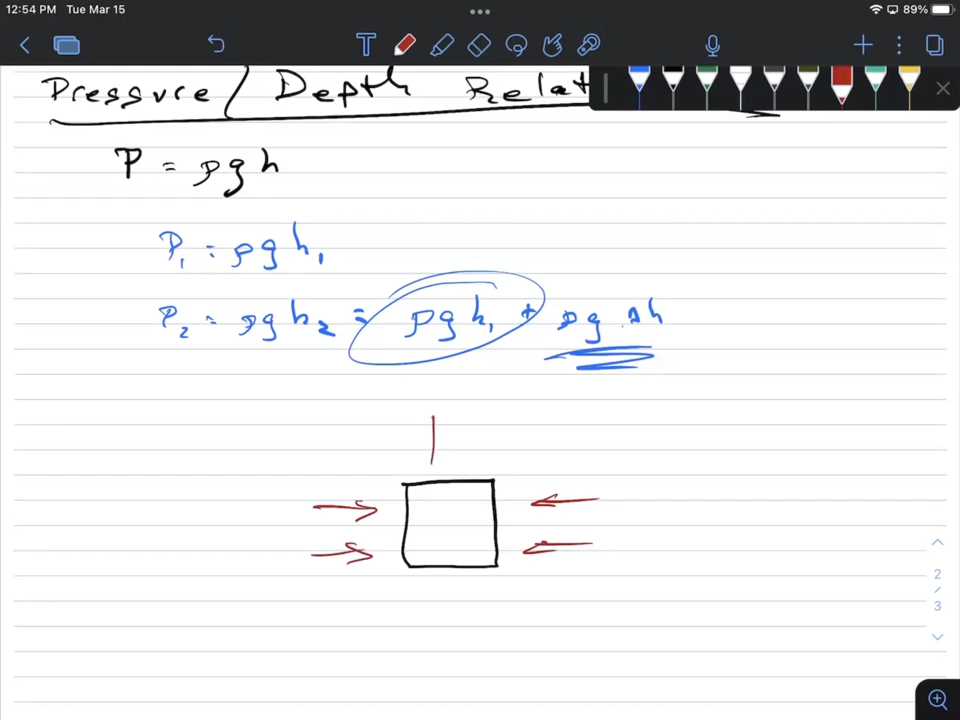 12:54 PM Tue Mar 15
89%
T
Pressure/ Depth Relat
P = ρgh
P₁ = ρgh₁
P₂ = ρgh₂ = ρgh₁ + ρgΔh
2
/
3